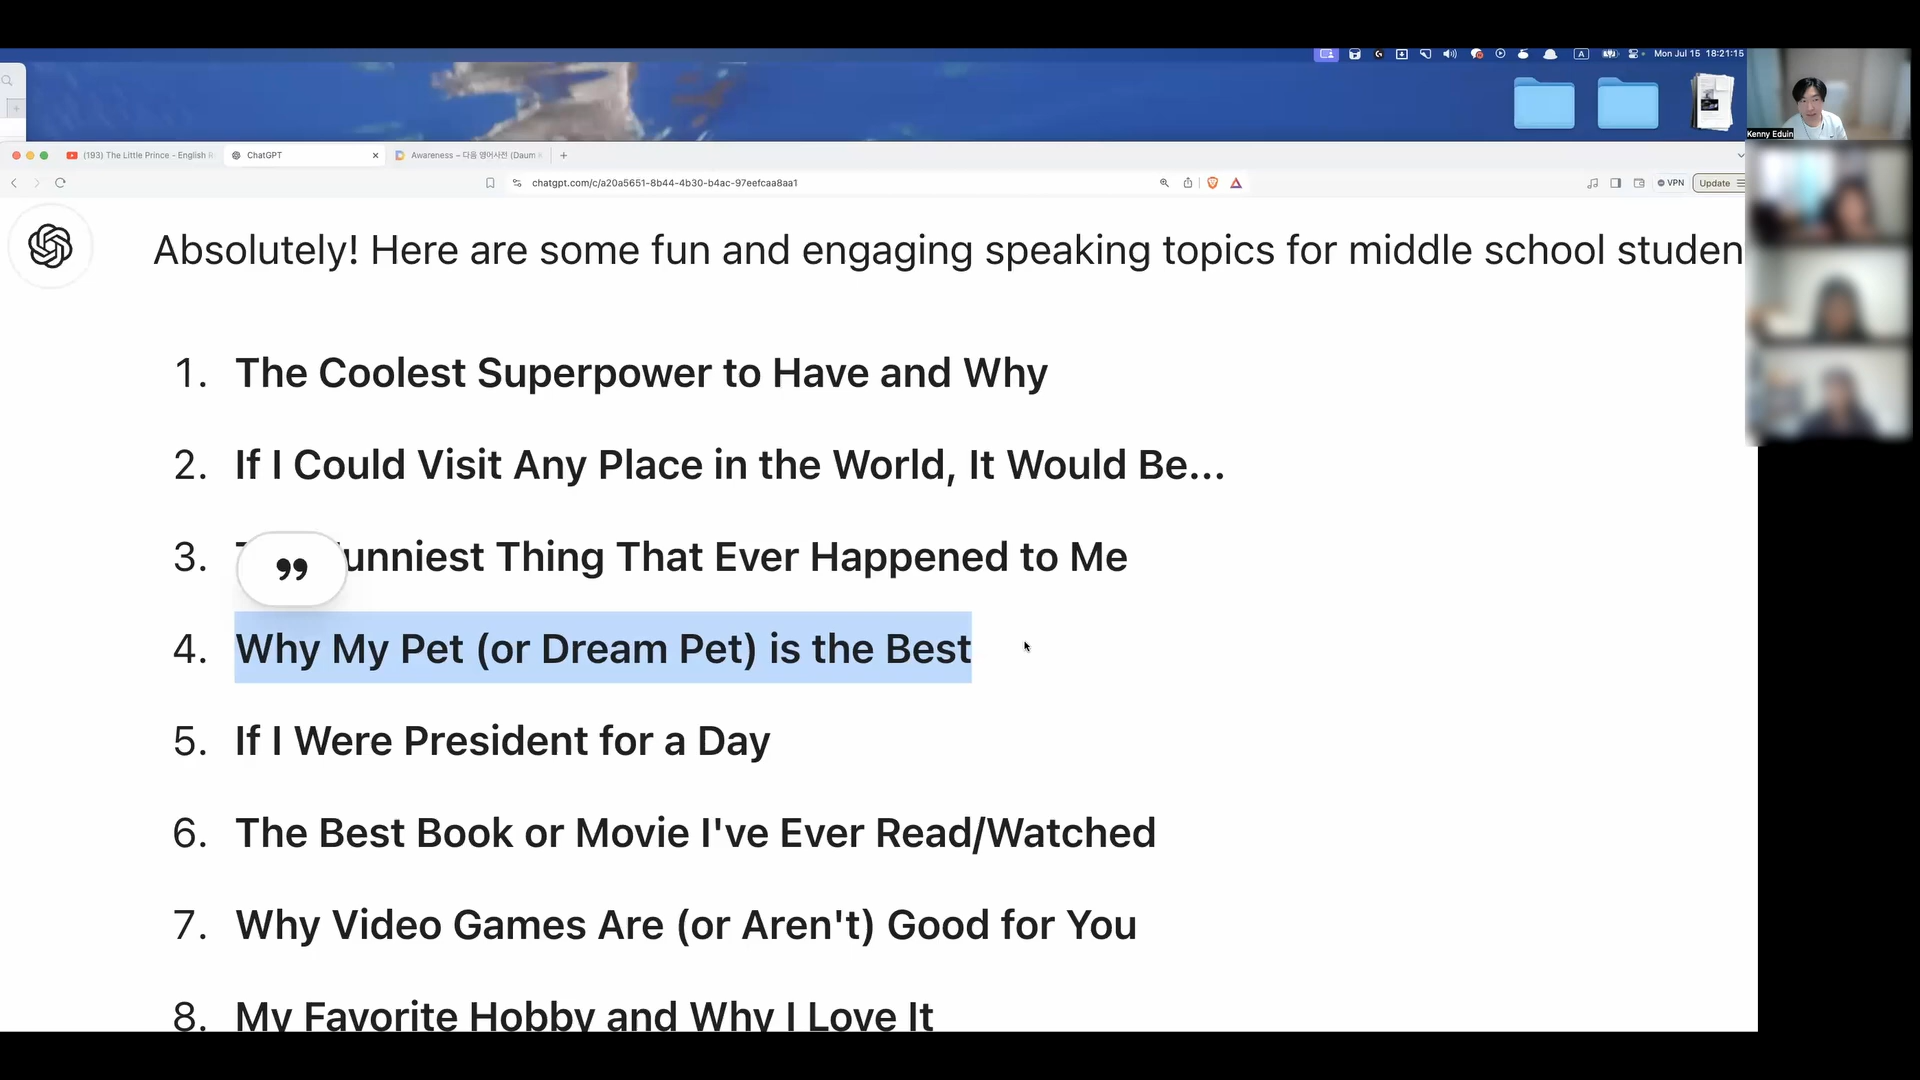 Mon Jul 15 18:21:15
Kenny Eduin
(193) The Little Prince - English R
ChatGPT
Awareness – 다음 영어사전 (Daum
chatgpt.com/c/a20a5651-8b44-4b30-b4ac-97eefcaa8aa1
VPN
Update
Absolutely! Here are some fun and engaging speaking topics for middle school studen
1. The Coolest Superpower to Have and Why
2. If I Could Visit Any Place in the World, It Would Be...
3. unniest Thing That Ever Happened to Me
4. Why My Pet (or Dream Pet) is the Best
5. If I Were President for a Day
6. The Best Book or Movie I've Ever Read/Watched
7. Why Video Games Are (or Aren't) Good for You
8. My Favorite Hobby and Why I Love It